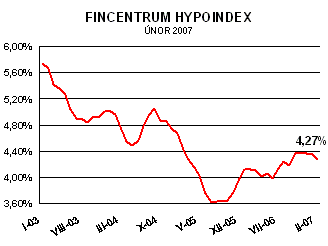 FINCENTRUM HYPOINDEX
ÚNOR 2007
6,00%
5,60%
5,20%
4,80%
4,40%
4,00%
3,60%
4,27%
I-03
VIII-03
III-04
X-04
V-05
XII-05
VII-06
II-07